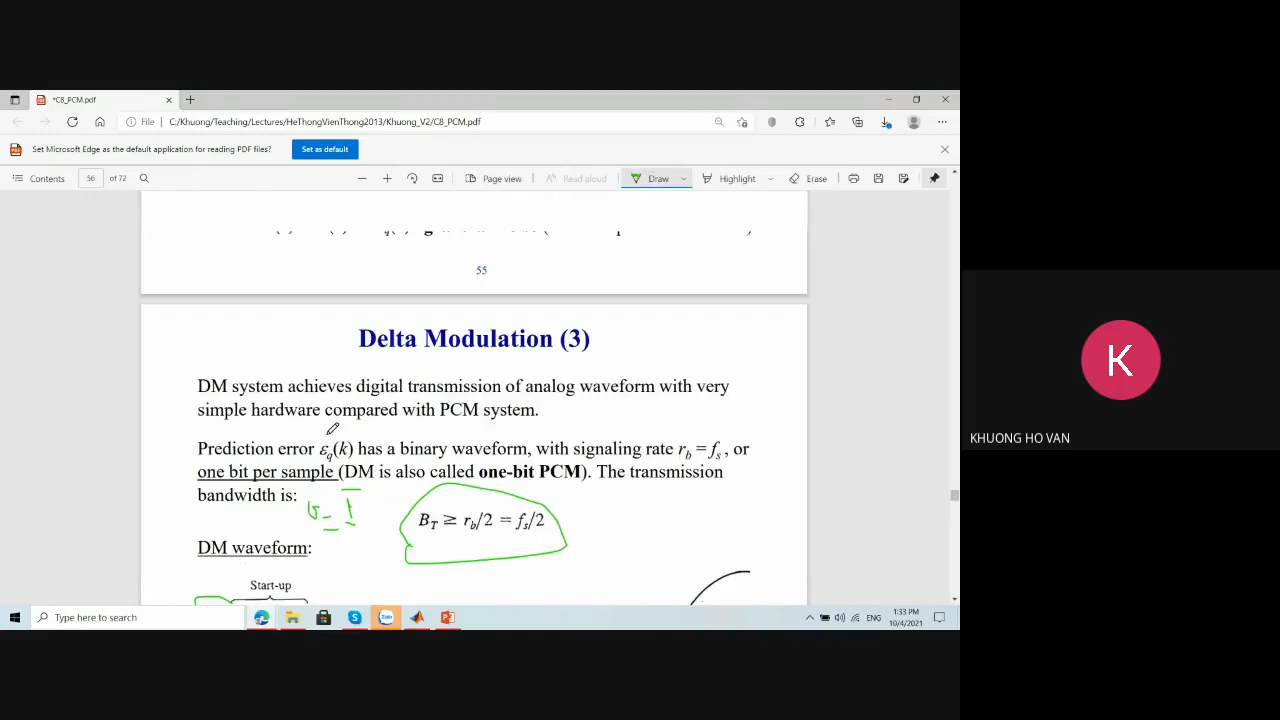 *C8_PCM.pdf
File
C:/Khuong/Teaching/Lectures/HeThongVienThong2013/Khuong_V2/C8_PCM.pdf
Set Microsoft Edge as the default application for reading PDF files?
Set as default
Contents
56 of 72
Page view
Read aloud
Draw
Highlight
Erase
55
Delta Modulation (3)
DM system achieves digital transmission of analog waveform with very
simple hardware compared with PCM system.
Prediction error εq(k) has a binary waveform, with signaling rate rb = fs, or
one bit per sample (DM is also called one-bit PCM). The transmission
bandwidth is:
BT ≥ rb/2 = fs/2
DM waveform:
Start-up
Type here to search
Zalo
ENG
1:33 PM
10/4/2021
K
KHUONG HO VAN